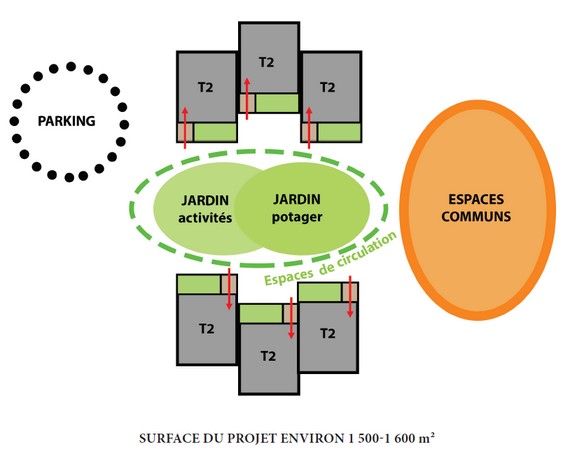 T2
T2
T2
PARKING
JARDIN
activités
JARDIN
potager
ESPACES
COMMUNS
Espaces de circulation
T2
T2
T2
SURFACE DU PROJET ENVIRON 1 500-1 600 m²